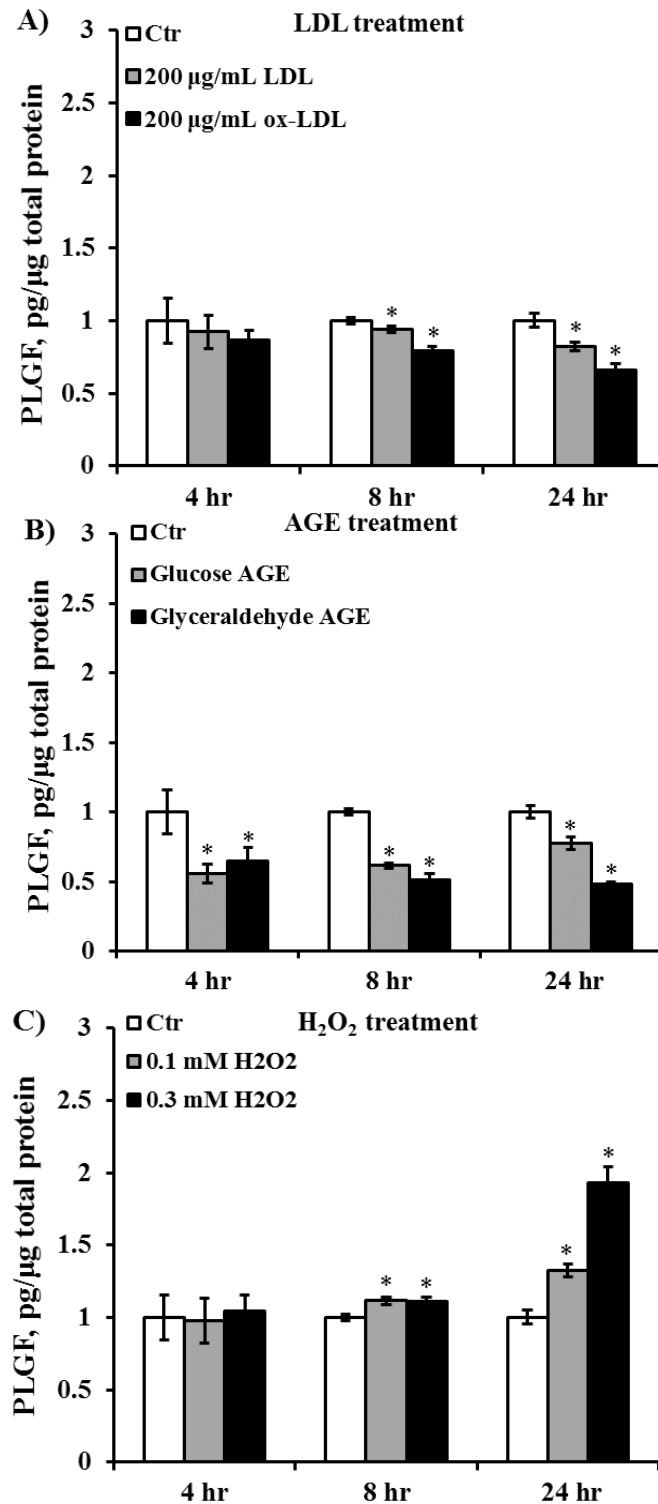 A)
LDL treatment
Ctr
200 µg/mL LDL
200 µg/mL ox-LDL
PLGF, pg/µg total protein
3
2.5
2
1.5
1
0.5
0
* * * *
4 hr 8 hr 24 hr
B)
AGE treatment
Ctr
Glucose AGE
Glyceraldehyde AGE
PLGF, pg/µg total protein
3
2.5
2
1.5
1
0.5
0
* * * * * *
4 hr 8 hr 24 hr
C)
H₂O₂ treatment
Ctr
0.1 mM H2O2
0.3 mM H2O2
PLGF, pg/µg total protein
3
2.5
2
1.5
1
0.5
0
* * * *
4 hr 8 hr 24 hr